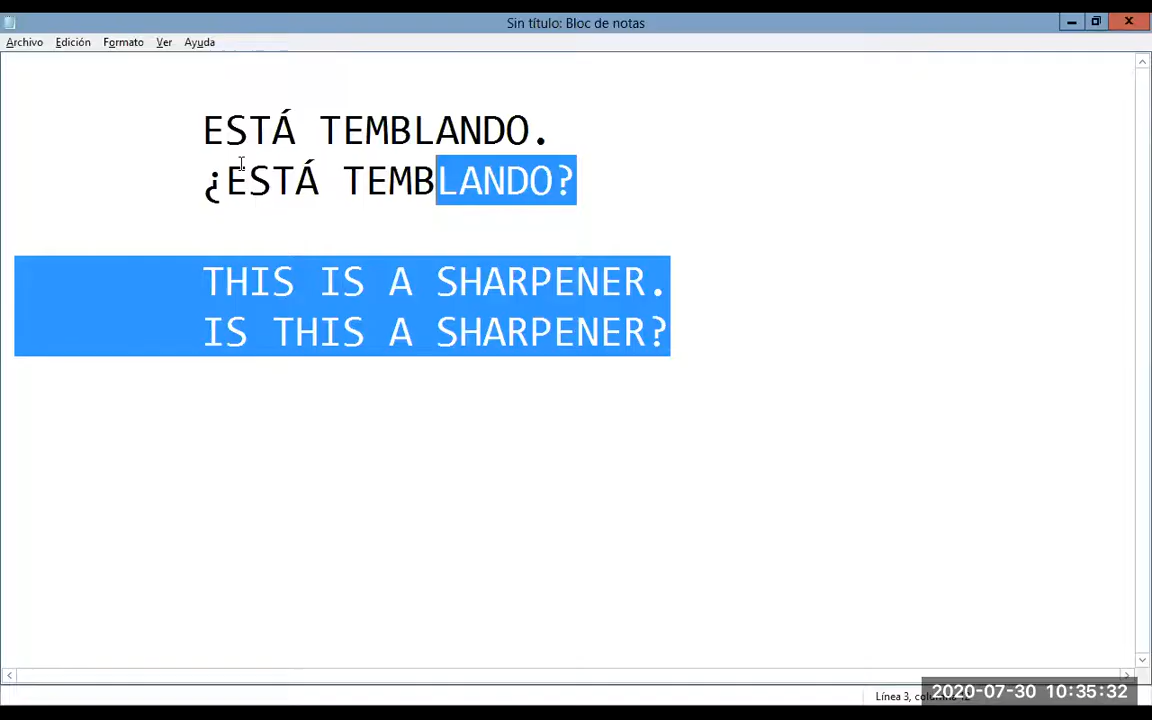 Sin título: Bloc de notas
Archivo Edición Formato Ver Ayuda
ESTÁ TEMBLANDO.
¿ESTÁ TEMBLANDO?
THIS IS A SHARPENER.
IS THIS A SHARPENER?
Línea 3,
2020-07-30 10:35:32